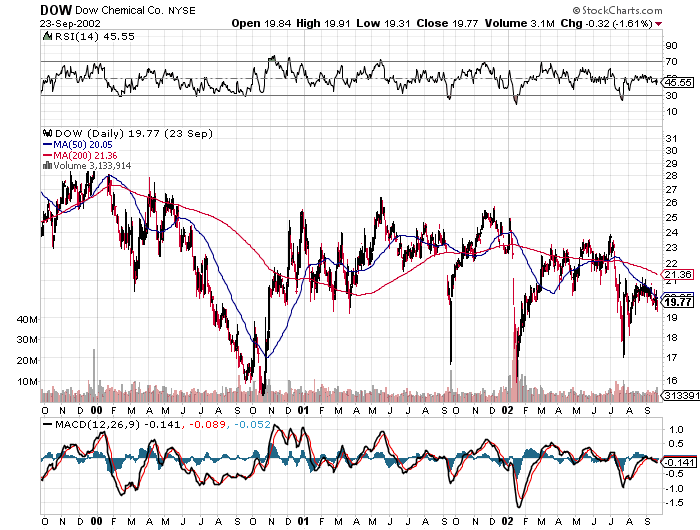 DOW Dow Chemical Co. NYSE © StockCharts.com
23-Sep-2002 Open 19.84 High 19.91 Low 19.31 Close 19.77 Volume 3.1M Chg -0.32 (-1.61%)
RSI(14) 45.55
90
70
50
45.55
30
10
DOW (Daily) 19.77 (23 Sep)
MA(50) 20.05
MA(200) 21.36
Volume 3,133,914
31
30
29
28
27
26
25
24
23
22
21.36
21
19.77
19
18
17
16
40M
30M
20M
10M
313391
O N D 00 F M A M J J A S O N D 01 F M A M J J A S O N D 02 F M A M J J A S
MACD(12,26,9) -0.141, -0.089, -0.052
1.0
0.5
0.0
-0.141
-0.5
-1.0
-1.5
O N D 00 F M A M J J A S O N D 01 F M A M J J A S O N D 02 F M A M J J A S